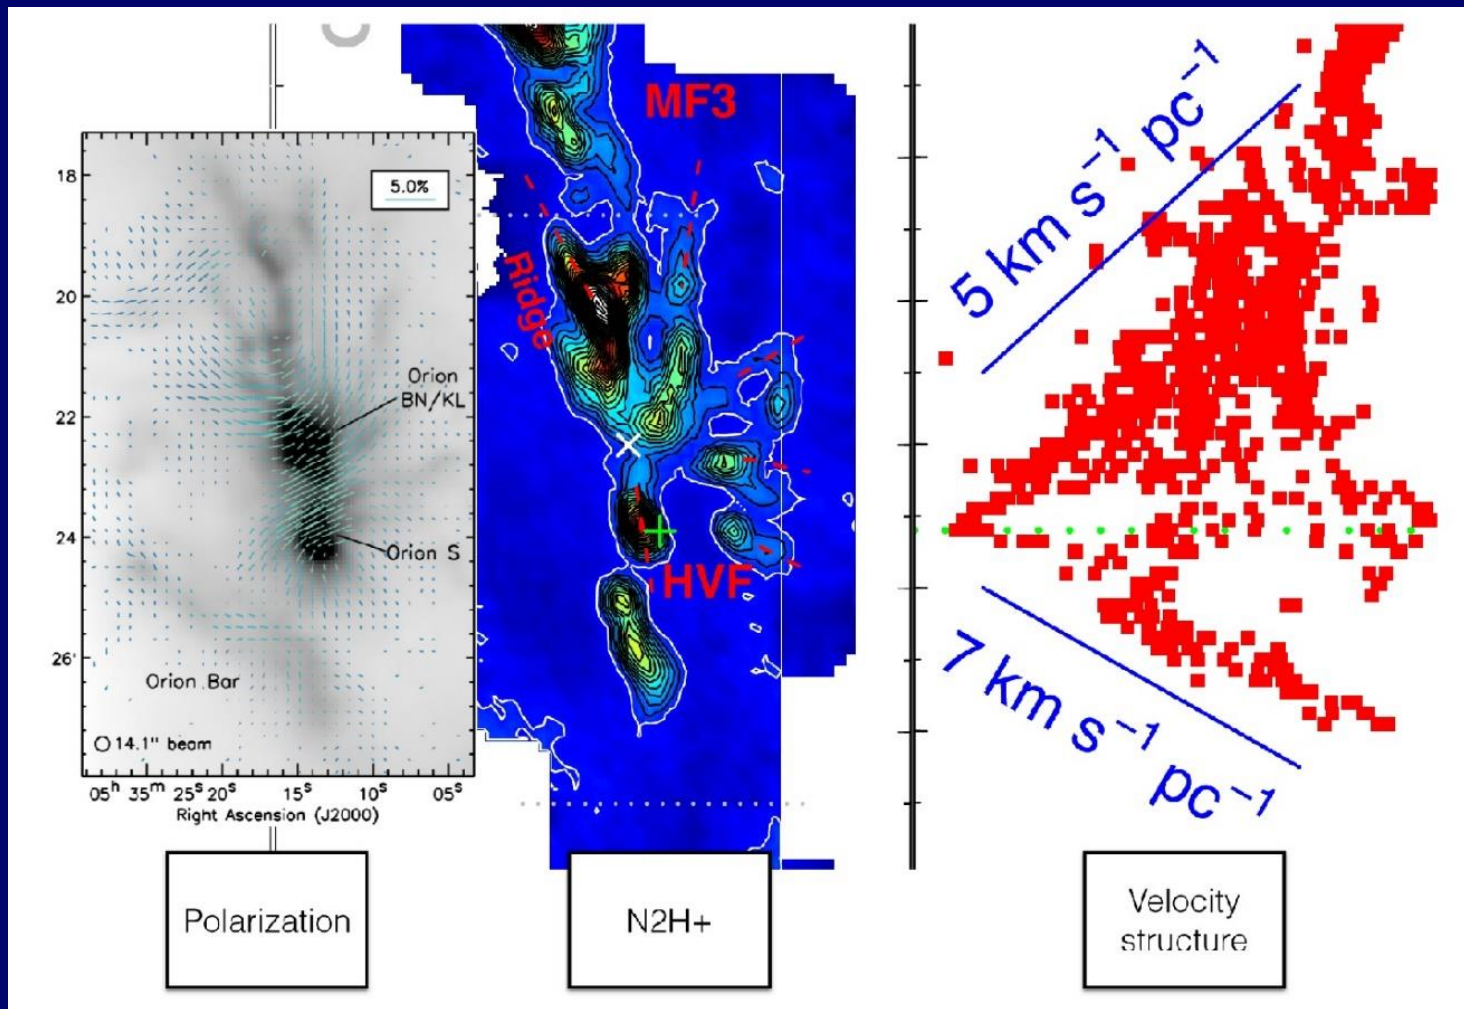 5.0%
18
20
22
24
26'
Orion
BN/KL
Orion S
Orion Bar
14.1" beam
05ʰ 35ᵐ 25ˢ 20ˢ 15ˢ 10ˢ 05ˢ
Right Ascension (J2000)
Polarization
MF3
Ridge
HVF
N2H+
5 km s⁻¹ pc⁻¹
7 km s⁻¹ pc⁻¹
Velocity
structure